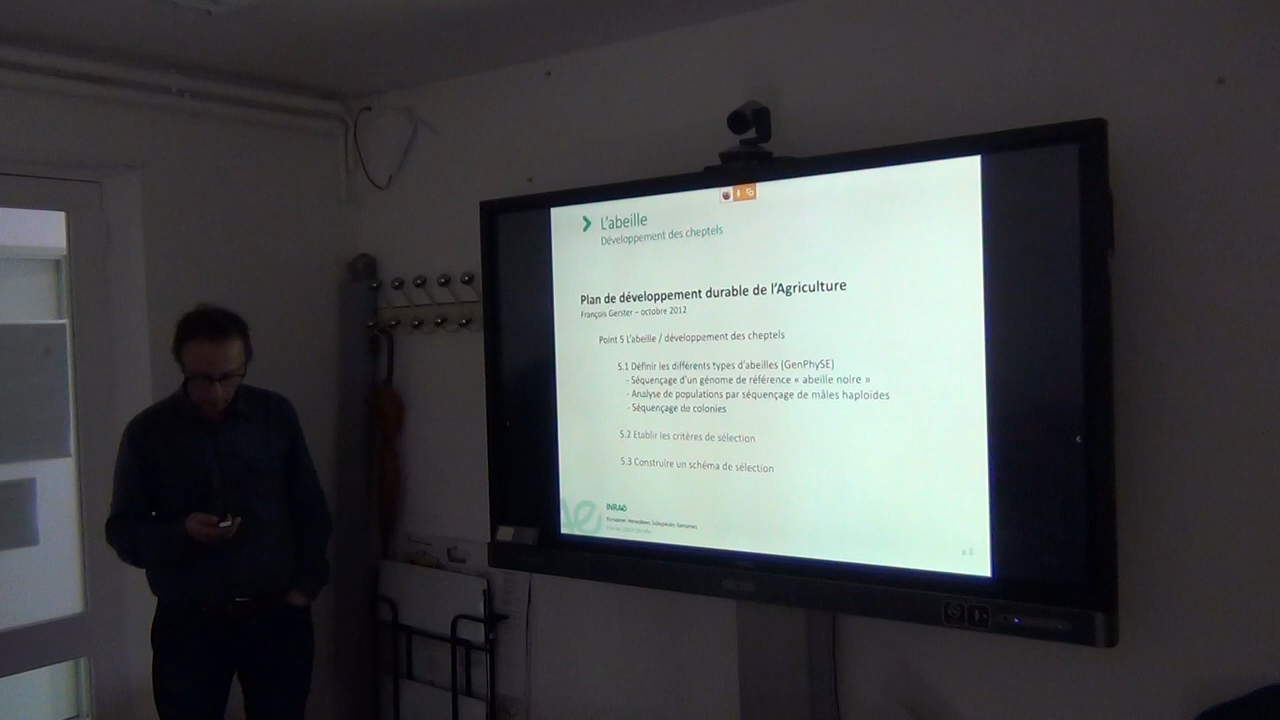 L'abeille
Développement des cheptels
Plan de développement durable de l'Agriculture
François Gerster – octobre 2012
Point 5 L'abeille / développement des cheptels
5.1 Définir les différents types d'abeilles (GenPhySE)
- Séquençage d'un génome de référence « abeille noire »
- Analyse de populations par séquençage de mâles haploïdes
- Séquençage de colonies
5.2 Etablir les critères de sélection
5.3 Construire un schéma de sélection
INRAE